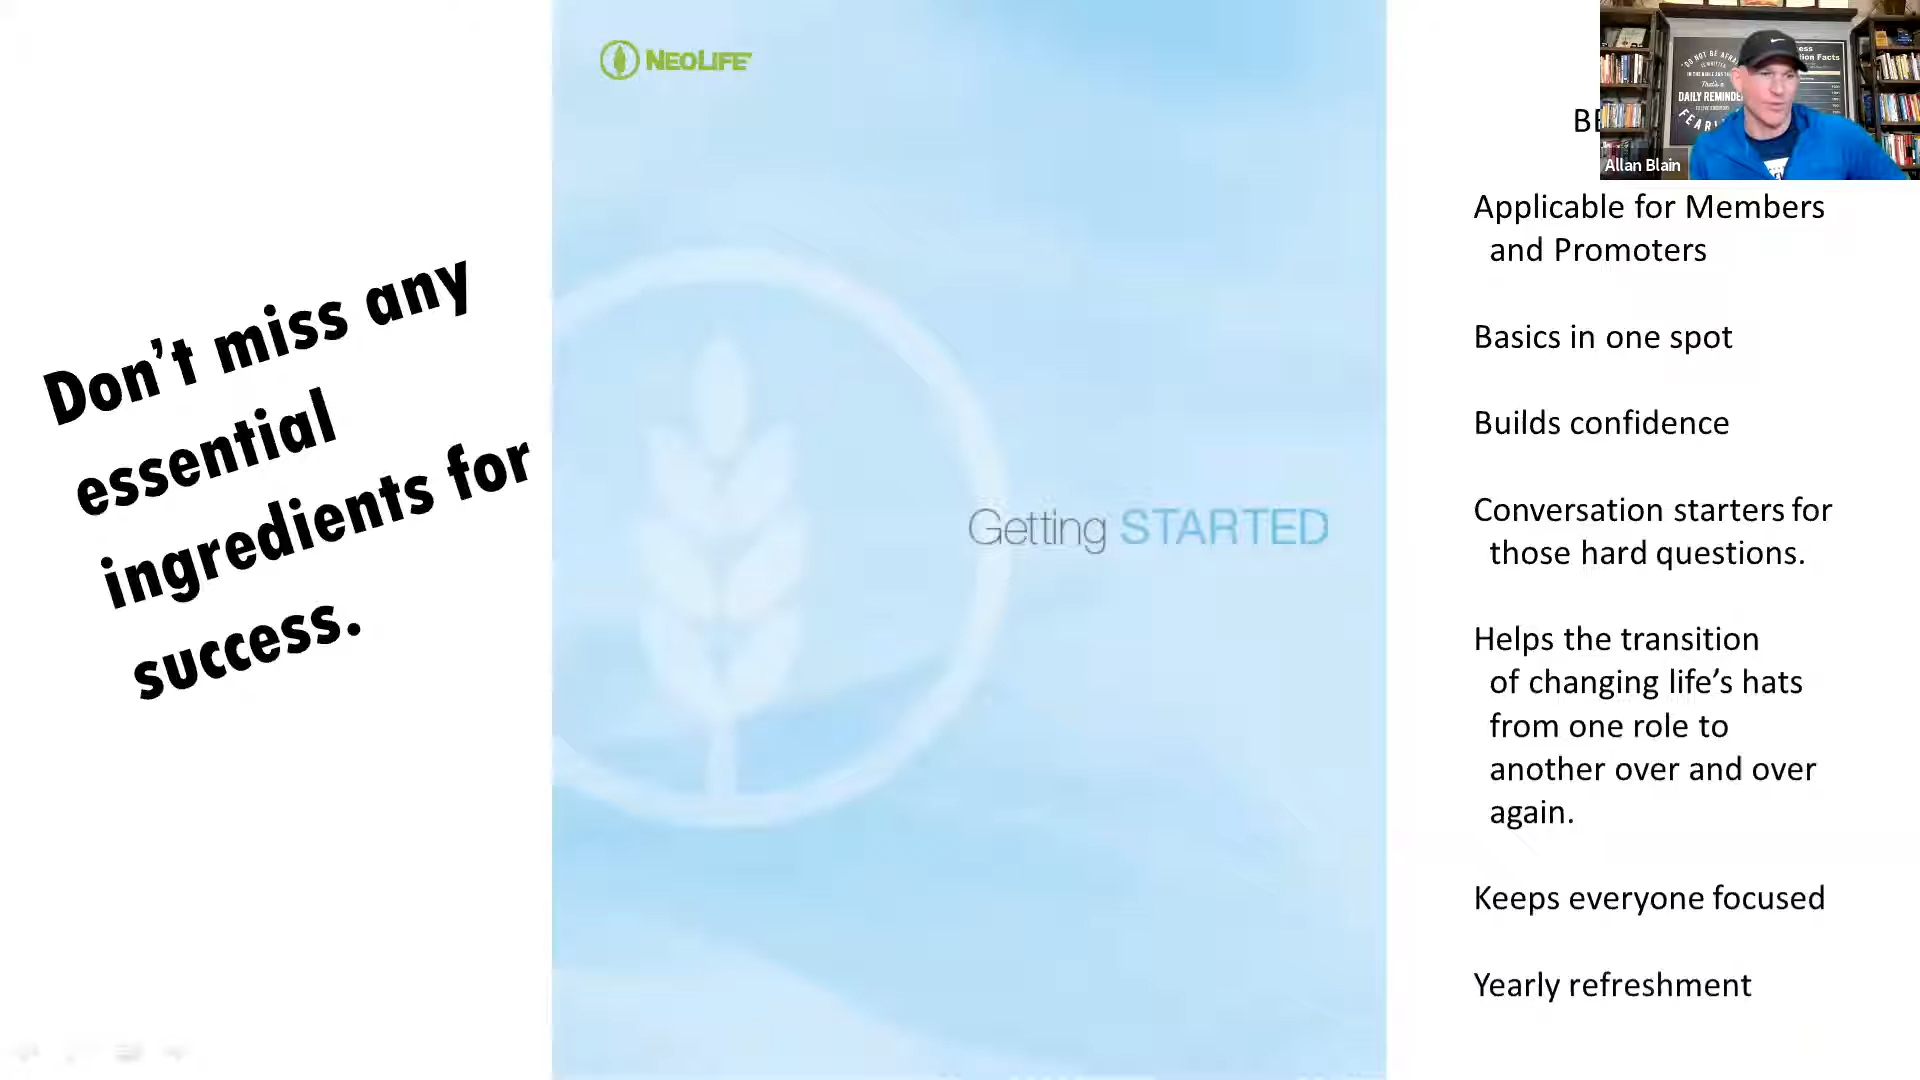 Don't miss any
essential
ingredients for
success.
NEOLIFE
Getting STARTED
Applicable for Members
and Promoters
Basics in one spot
Builds confidence
Conversation starters for
those hard questions.
Helps the transition
of changing life's hats
from one role to
another over and over
again.
Keeps everyone focused
Yearly refreshment
DAILY REMINDE
Allan Blain